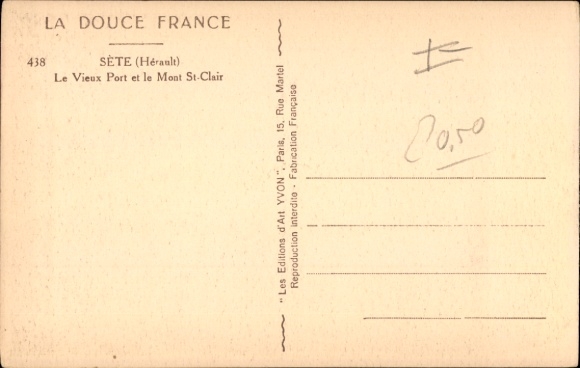 LA DOUCE FRANCE
438 SÈTE (Hérault)
Le Vieux Port et le Mont St-Clair
"Les Editions d'Art YVON", Paris, 15, Rue Martel
Reproduction interdite - Fabrication Française
0,50